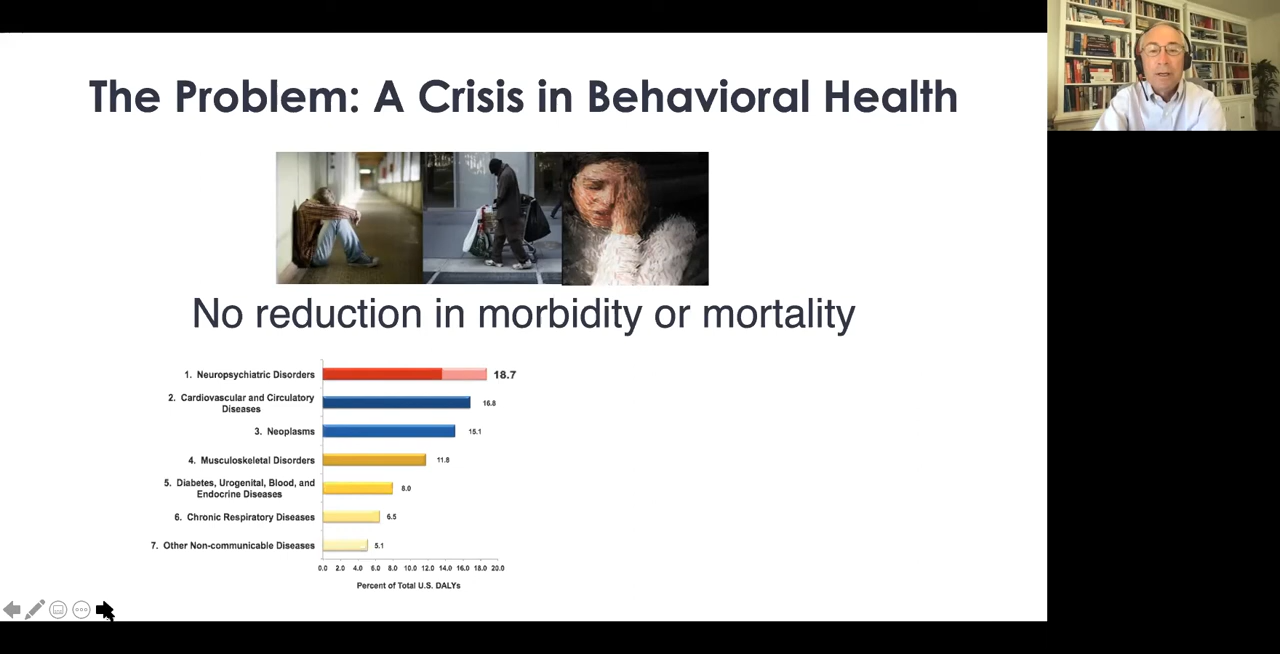 The Problem: A Crisis in Behavioral Health
No reduction in morbidity or mortality
1. Neuropsychiatric Disorders
18.7
2. Cardiovascular and Circulatory
Diseases
16.8
3. Neoplasms
15.1
4. Musculoskeletal Disorders
11.8
5. Diabetes, Urogenital, Blood, and
Endocrine Diseases
8.0
6. Chronic Respiratory Diseases
6.5
7. Other Non-communicable Diseases
5.1
0.0 2.0 4.0 6.0 8.0 10.0 12.0 14.0 16.0 18.0 20.0
Percent of Total U.S. DALYs